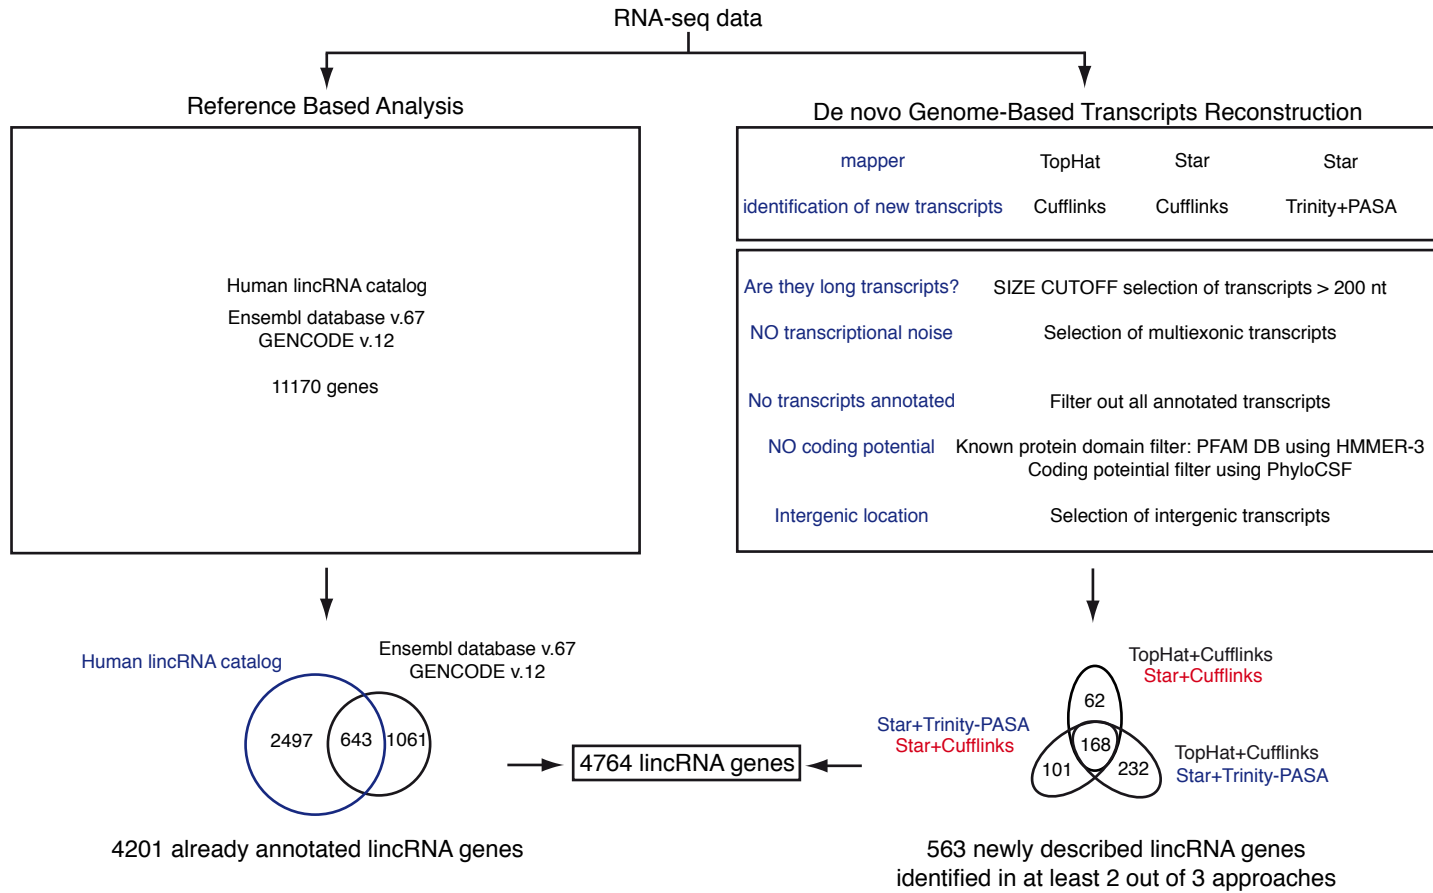 RNA-seq data
Reference Based Analysis
Human lincRNA catalog
Ensembl database v.67
GENCODE v.12
11170 genes
De novo Genome-Based Transcripts Reconstruction
mapper TopHat Star Star
identification of new transcripts Cufflinks Cufflinks Trinity+PASA
Are they long transcripts? SIZE CUTOFF selection of transcripts > 200 nt
NO transcriptional noise Selection of multiexonic transcripts
No transcripts annotated Filter out all annotated transcripts
NO coding potential Known protein domain filter: PFAM DB using HMMER-3
Coding poteintial filter using PhyloCSF
Intergenic location Selection of intergenic transcripts
Human lincRNA catalog
Ensembl database v.67
GENCODE v.12
2497 643 1061
4201 already annotated lincRNA genes
4764 lincRNA genes
TopHat+Cufflinks
Star+Cufflinks
62
Star+Trinity-PASA
Star+Cufflinks
168
TopHat+Cufflinks
Star+Trinity-PASA
101 232
563 newly described lincRNA genes
identified in at least 2 out of 3 approaches